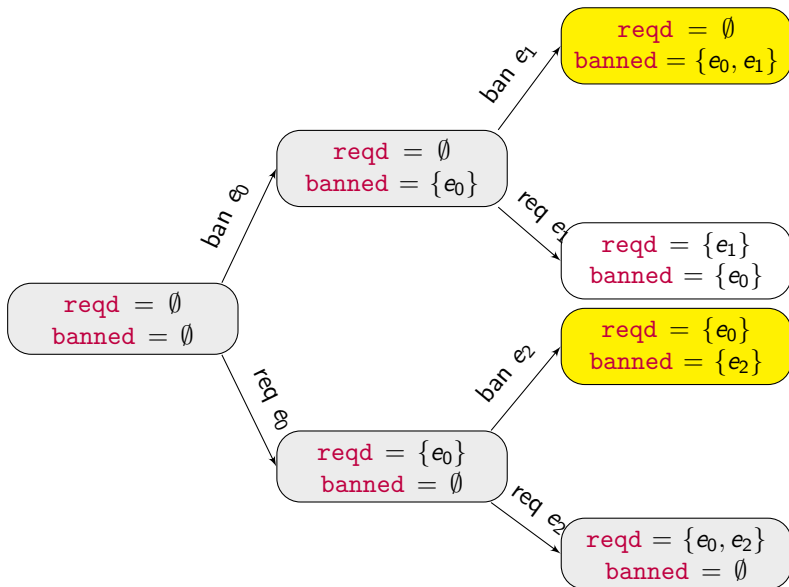 reqd = ∅
banned = {e₀, e₁}
ban e₁
reqd = ∅
banned = {e₀}
ban e₀
req e₁
reqd = {e₁}
banned = {e₀}
reqd = ∅
banned = ∅
reqd = {e₀}
banned = {e₂}
ban e₂
req e₀
reqd = {e₀}
banned = ∅
req e₂
reqd = {e₀, e₂}
banned = ∅